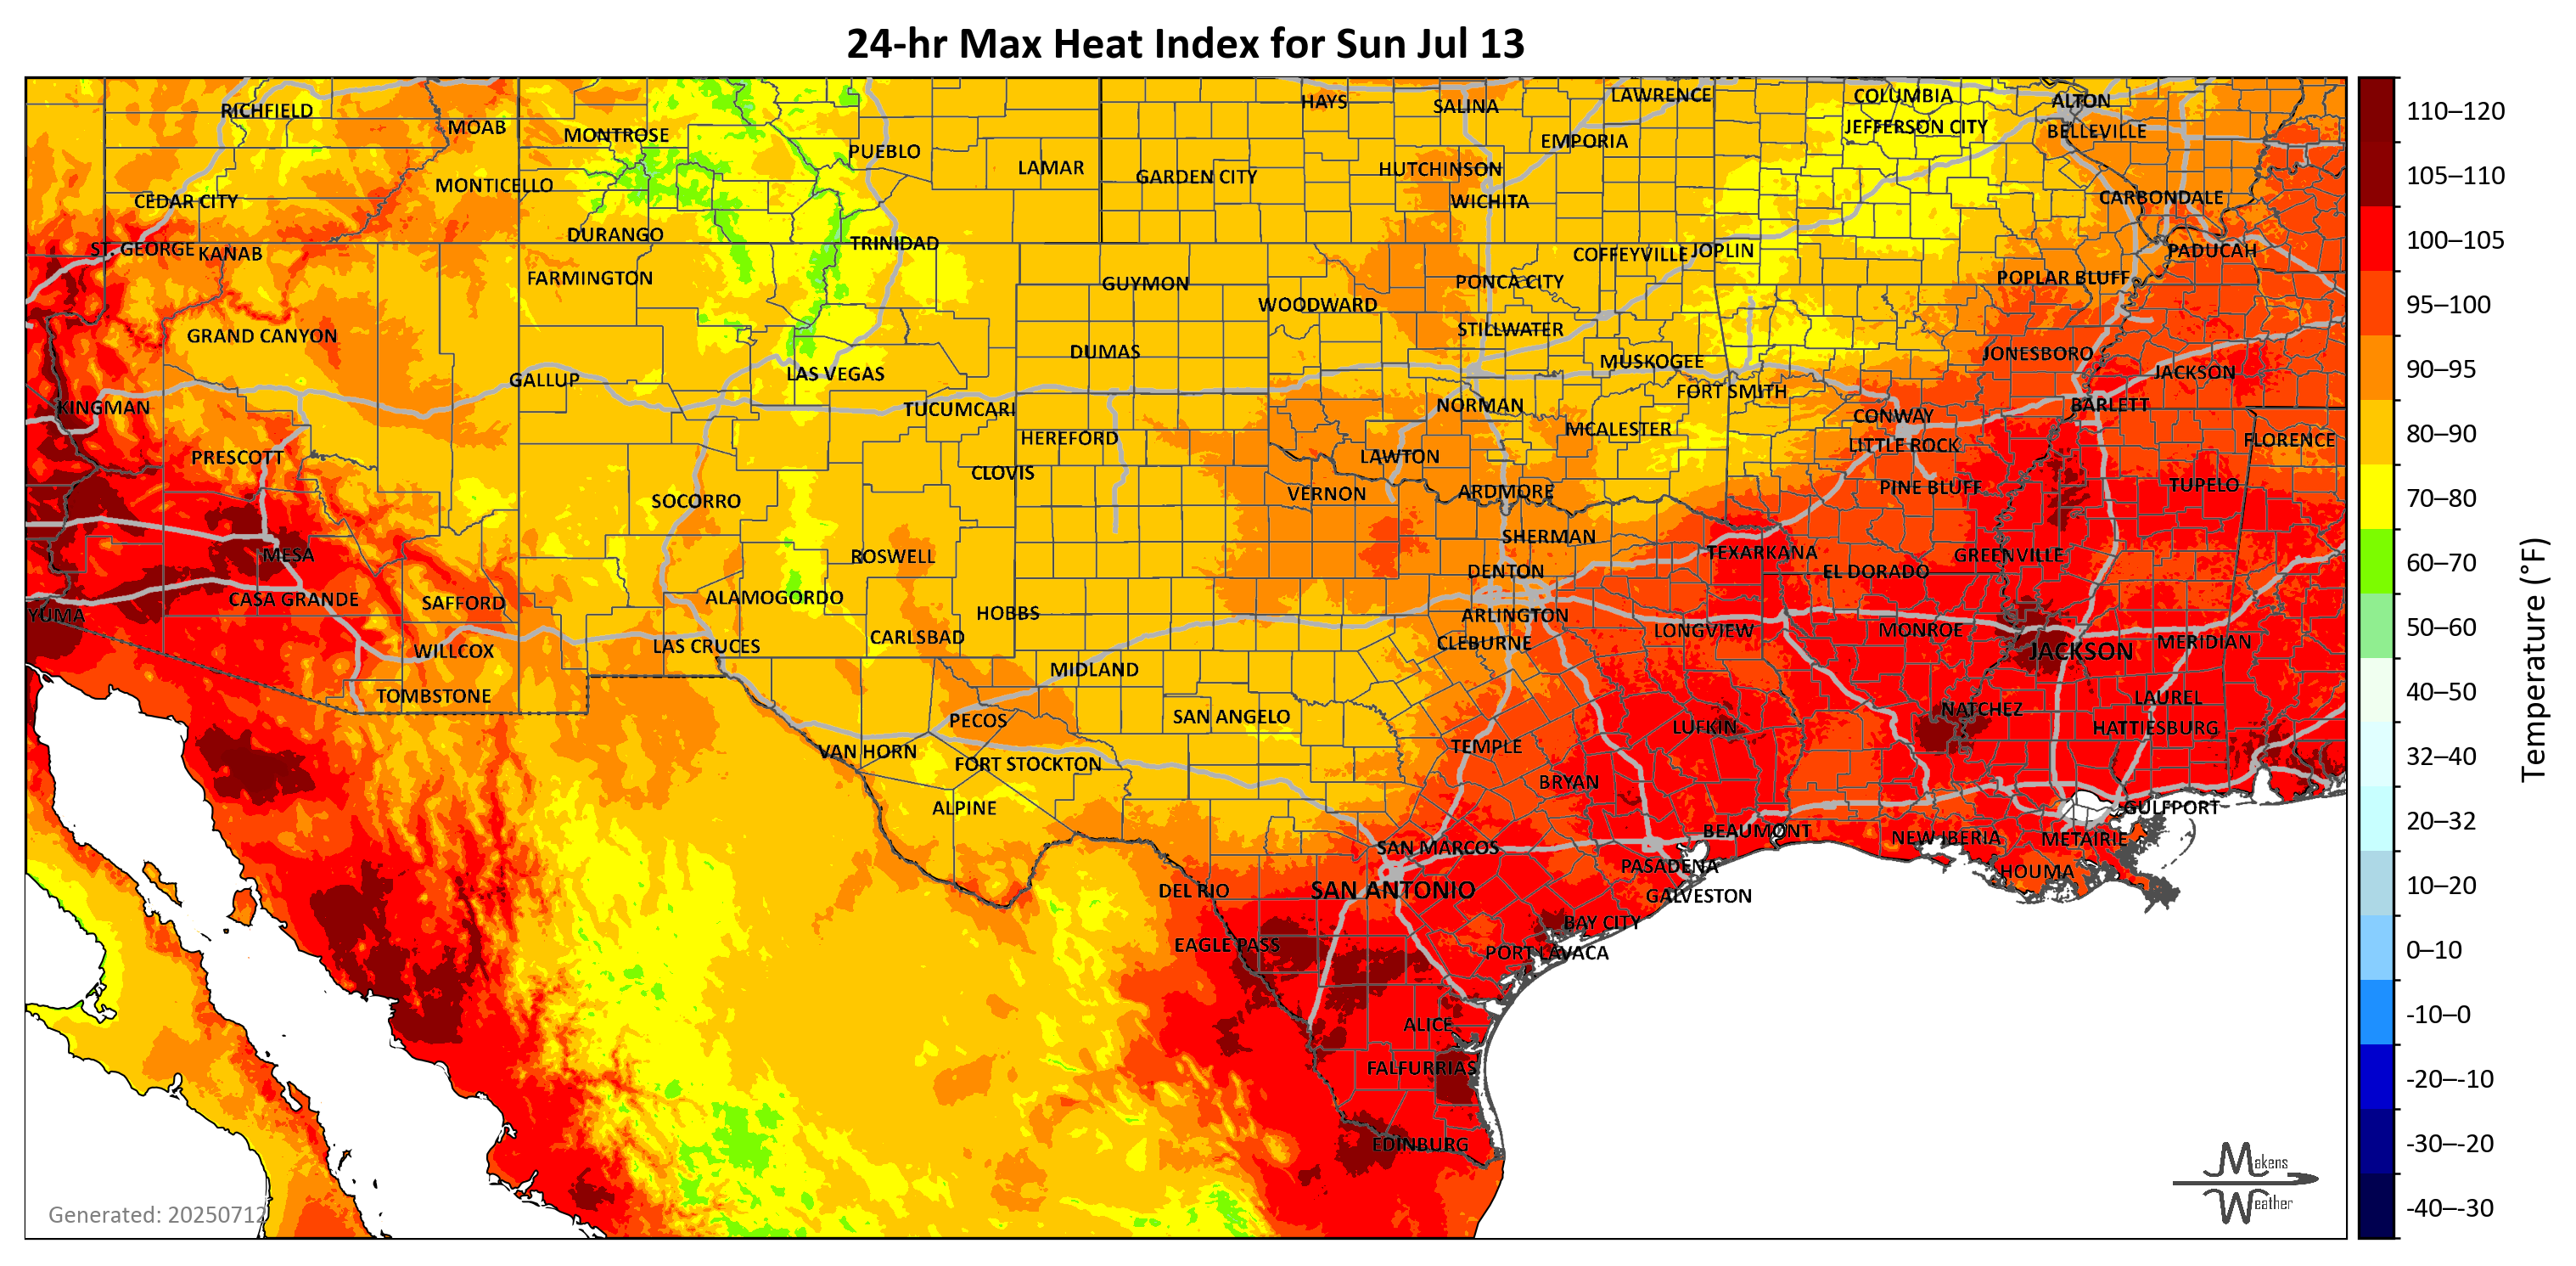 24-hr Max Heat Index for Sun Jul 13
RICHFIELD
MOAB
MONTROSE
PUEBLO
LAMAR
GARDEN CITY
HAYS
SALINA
LAWRENCE
EMPORIA
HUTCHINSON
WICHITA
COLUMBIA
JEFFERSON CITY
ALTON
BELLEVILLE
CARBONDALE
MONTICELLO
CEDAR CITY
ST. GEORGE
KANAB
DURANGO
TRINIDAD
FARMINGTON
GUYMON
WOODWARD
PONCA CITY
COFFEYVILLE
JOPLIN
POPLAR BLUFF
PADUCAH
GRAND CANYON
DUMAS
STILLWATER
MUSKOGEE
JONESBORO
JACKSON
GALLUP
LAS VEGAS
FORT SMITH
KINGMAN
TUCUMCARI
NORMAN
CONWAY
BARLETT
HEREFORD
MCALESTER
LITTLE ROCK
FLORENCE
PRESCOTT
CLOVIS
LAWTON
SOCORRO
VERNON
ARDMORE
PINE BLUFF
TUPELO
MESA
ROSWELL
SHERMAN
TEXARKANA
GREENVILLE
DENTON
EL DORADO
CASA GRANDE
SAFFORD
ALAMOGORDO
HOBBS
ARLINGTON
YUMA
LAS CRUCES
CARLSBAD
CLEBURNE
LONGVIEW
MONROE
JACKSON
MERIDIAN
WILLCOX
MIDLAND
TOMBSTONE
PECOS
SAN ANGELO
NATCHEZ
LAUREL
LUFKIN
HATTIESBURG
VAN HORN
FORT STOCKTON
TEMPLE
BRYAN
ALPINE
GULFPORT
SAN MARCOS
BEAUMONT
NEW IBERIA
METAIRIE
PASADENA
HOUMA
DEL RIO
SAN ANTONIO
GALVESTON
EAGLE PASS
BAY CITY
PORT LAVACA
ALICE
FALFURRIAS
EDINBURG
Generated: 20250712
Makens
Weather
110–120
105–110
100–105
95–100
90–95
80–90
70–80
60–70
50–60
40–50
32–40
20–32
10–20
0–10
-10–0
-20–-10
-30–-20
-40–-30
Temperature (°F)